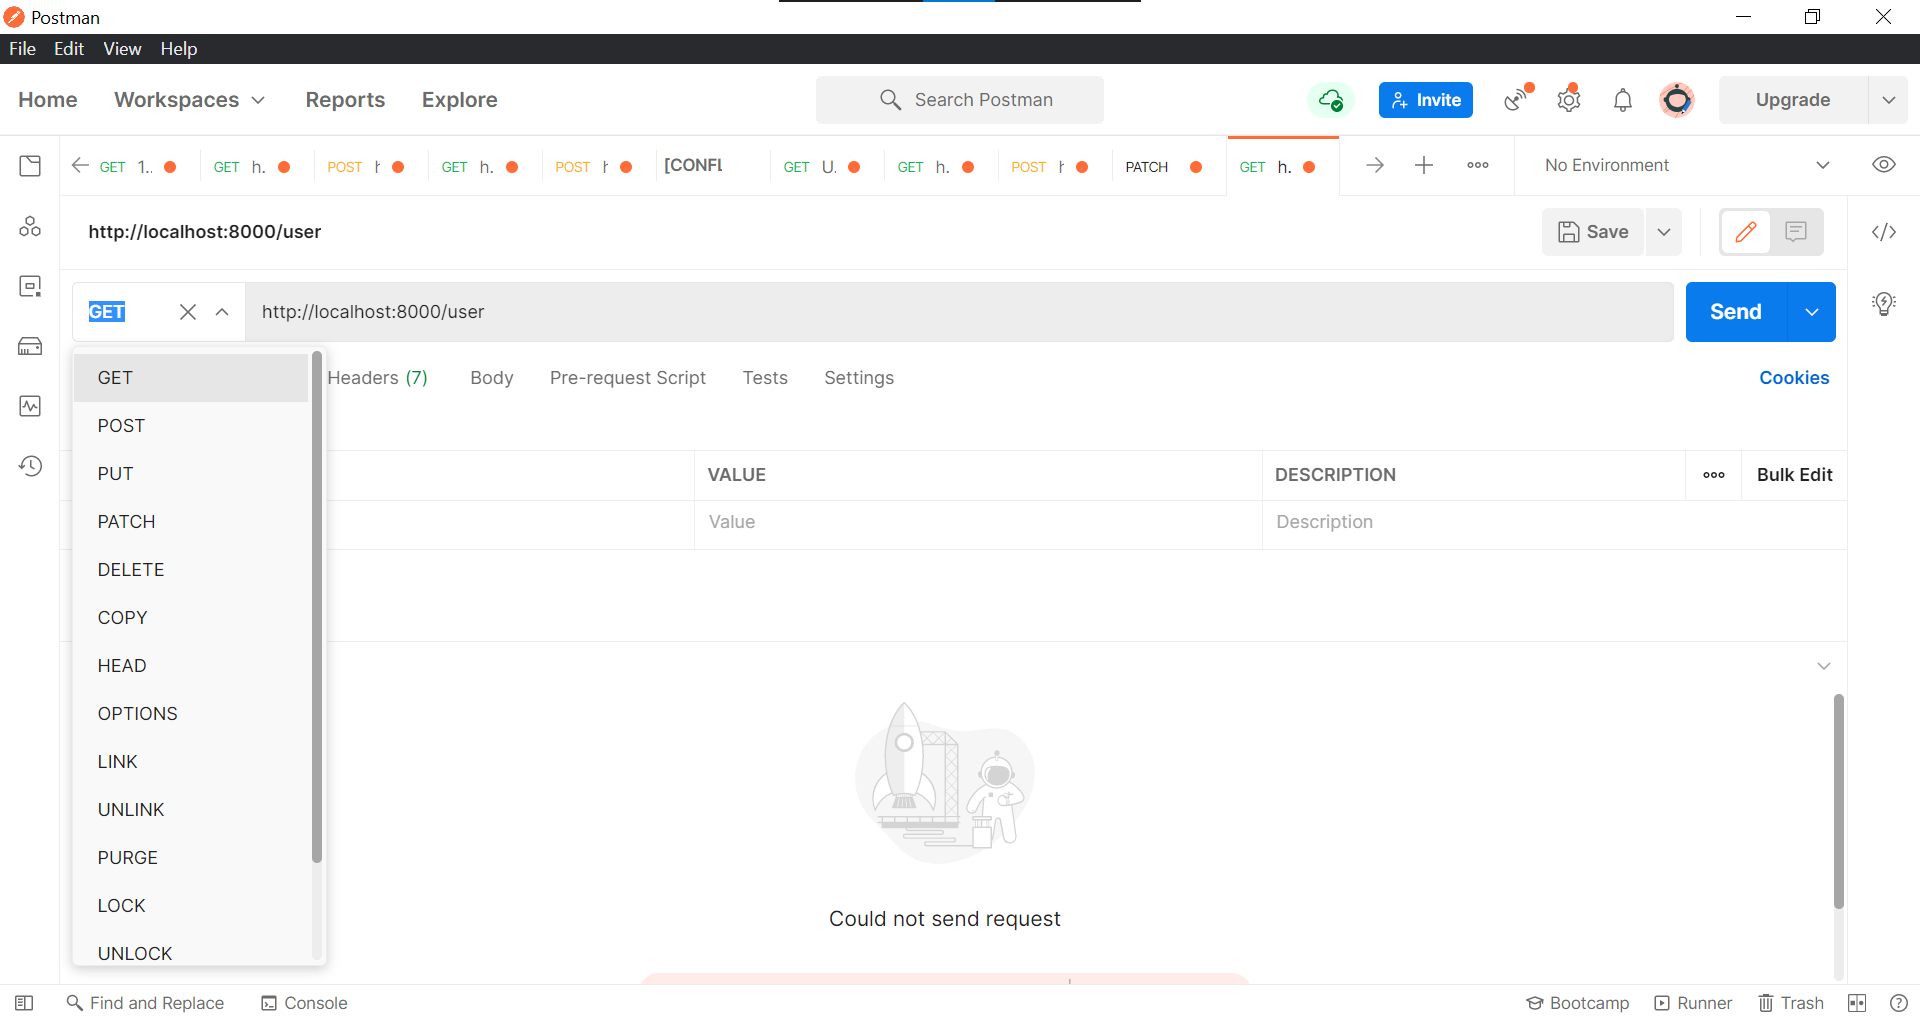 Postman
File Edit View Help
Home Workspaces Reports Explore Search Postman Invite Upgrade
GET 1.. GET h. POST h GET h. POST h [CONFL GET U. GET h. POST h PATCH GET h. No Environment
http://localhost:8000/user Save
GET http://localhost:8000/user Send
GET Headers (7) Body Pre-request Script Tests Settings Cookies
POST
PUT VALUE DESCRIPTION Bulk Edit
PATCH Value Description
DELETE
COPY
HEAD
OPTIONS
LINK
UNLINK
PURGE
LOCK
Could not send request
UNLOCK
Find and Replace Console Bootcamp Runner Trash